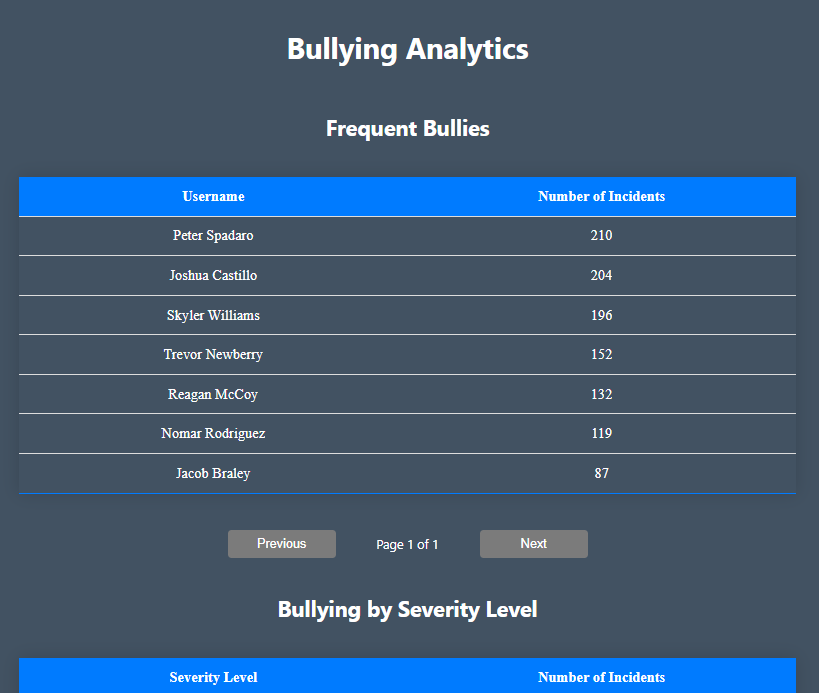 Bullying Analytics
Frequent Bullies
Username Number of Incidents
Peter Spadaro 210
Joshua Castillo 204
Skyler Williams 196
Trevor Newberry 152
Reagan McCoy 132
Nomar Rodriguez 119
Jacob Braley 87
Previous Page 1 of 1 Next
Bullying by Severity Level
Severity Level Number of Incidents